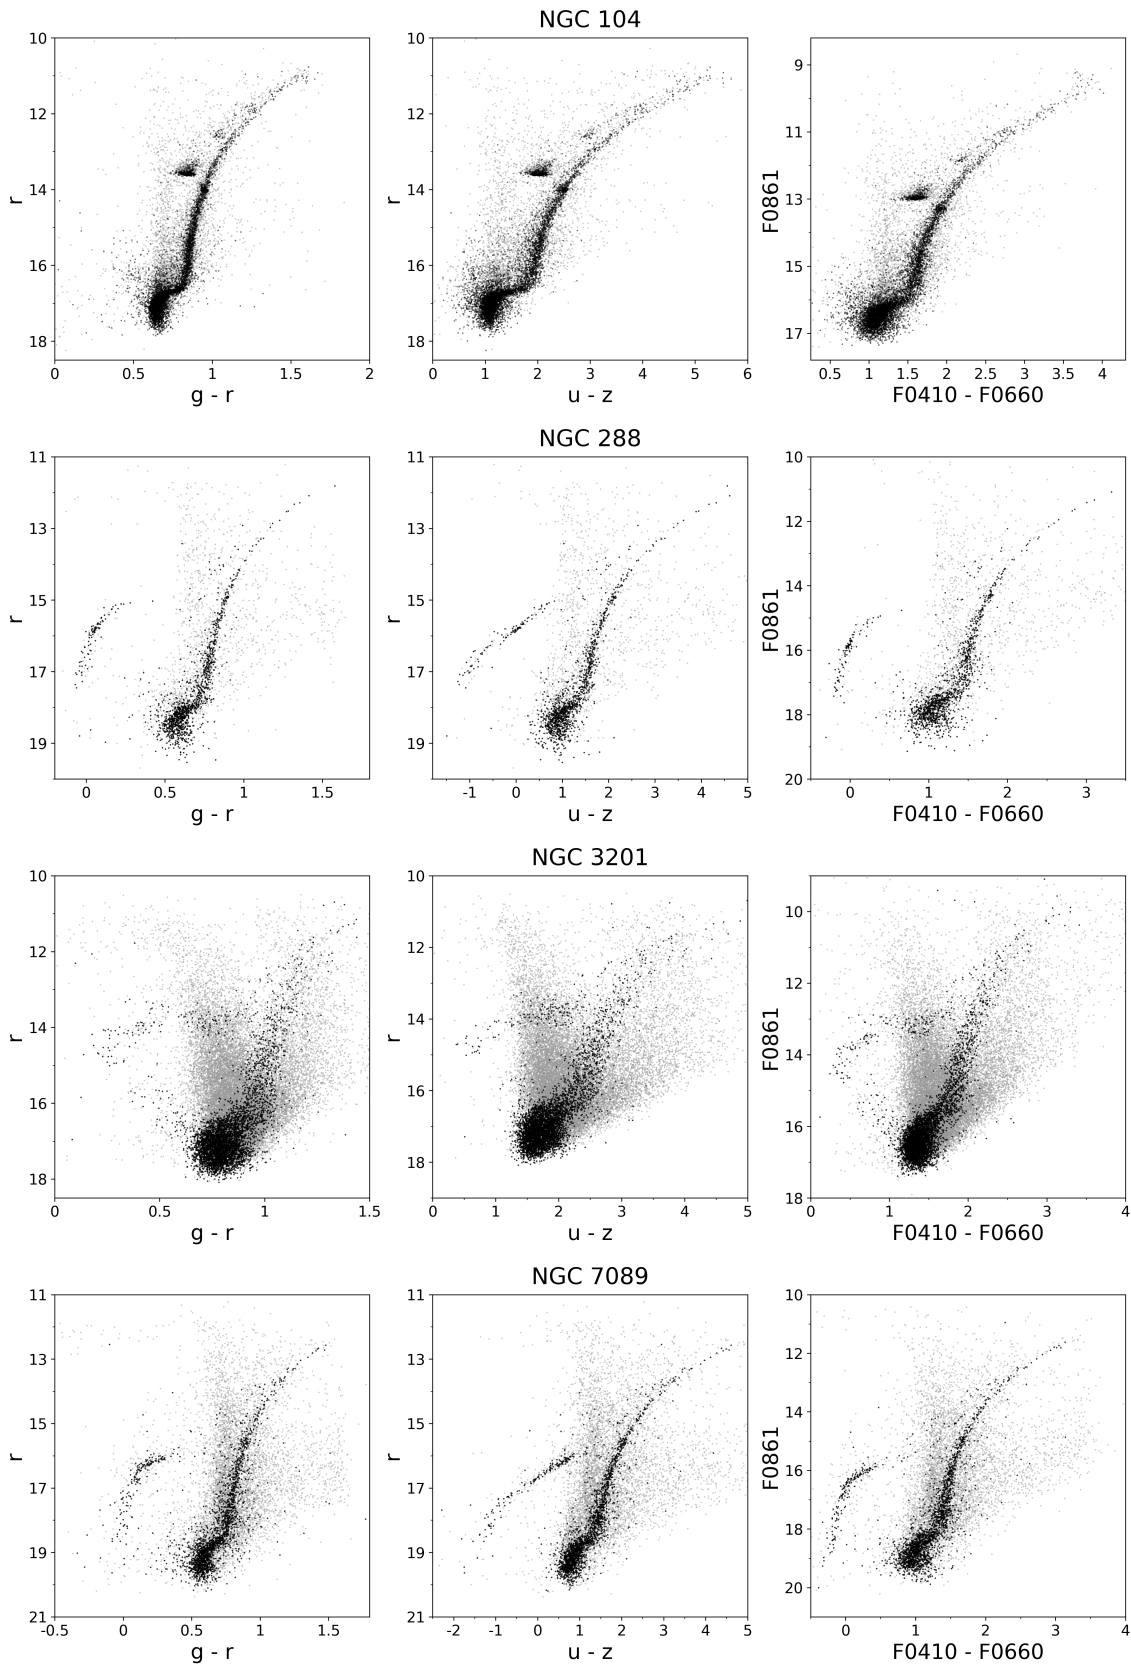 NGC 104
10
12
14
16
18
r
0 0.5 1 1.5 2
g - r
10
12
14
16
18
r
0 1 2 3 4 5 6
u - z
9
11
13
15
17
F0861
0.5 1 1.5 2 2.5 3 3.5 4
F0410 - F0660
NGC 288
11
13
15
17
19
r
0 0.5 1 1.5
g - r
11
13
15
17
19
r
-1 0 1 2 3 4 5
u - z
10
12
14
16
18
20
F0861
0 1 2 3
F0410 - F0660
NGC 3201
10
12
14
16
18
r
0 0.5 1 1.5
g - r
10
12
14
16
18
r
0 1 2 3 4 5
u - z
10
12
14
16
18
F0861
0 1 2 3 4
F0410 - F0660
NGC 7089
11
13
15
17
19
21
r
-0.5 0 0.5 1 1.5
g - r
11
13
15
17
19
21
r
-2 -1 0 1 2 3 4 5
u - z
10
12
14
16
18
20
F0861
0 1 2 3 4
F0410 - F0660